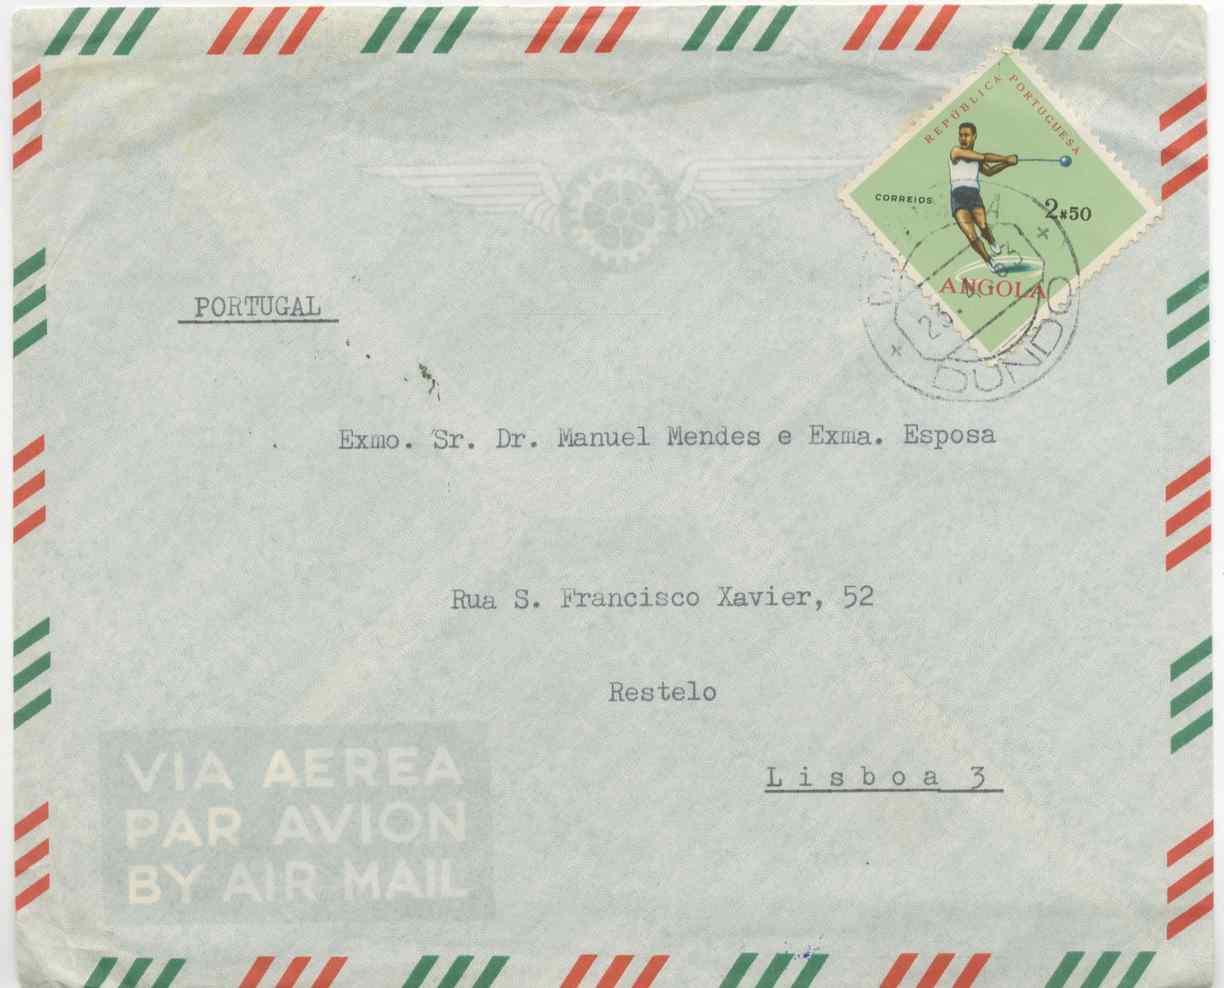 REPÚBLICA PORTUGUESA
CORREIOS
2$50
ANGOLA
DUNDO
PORTUGAL
Exmo. Sr. Dr. Manuel Mendes e Exma. Esposa
Rua S. Francisco Xavier, 52
Restelo
Lisboa 3
VIA AEREA
PAR AVION
BY AIR MAIL